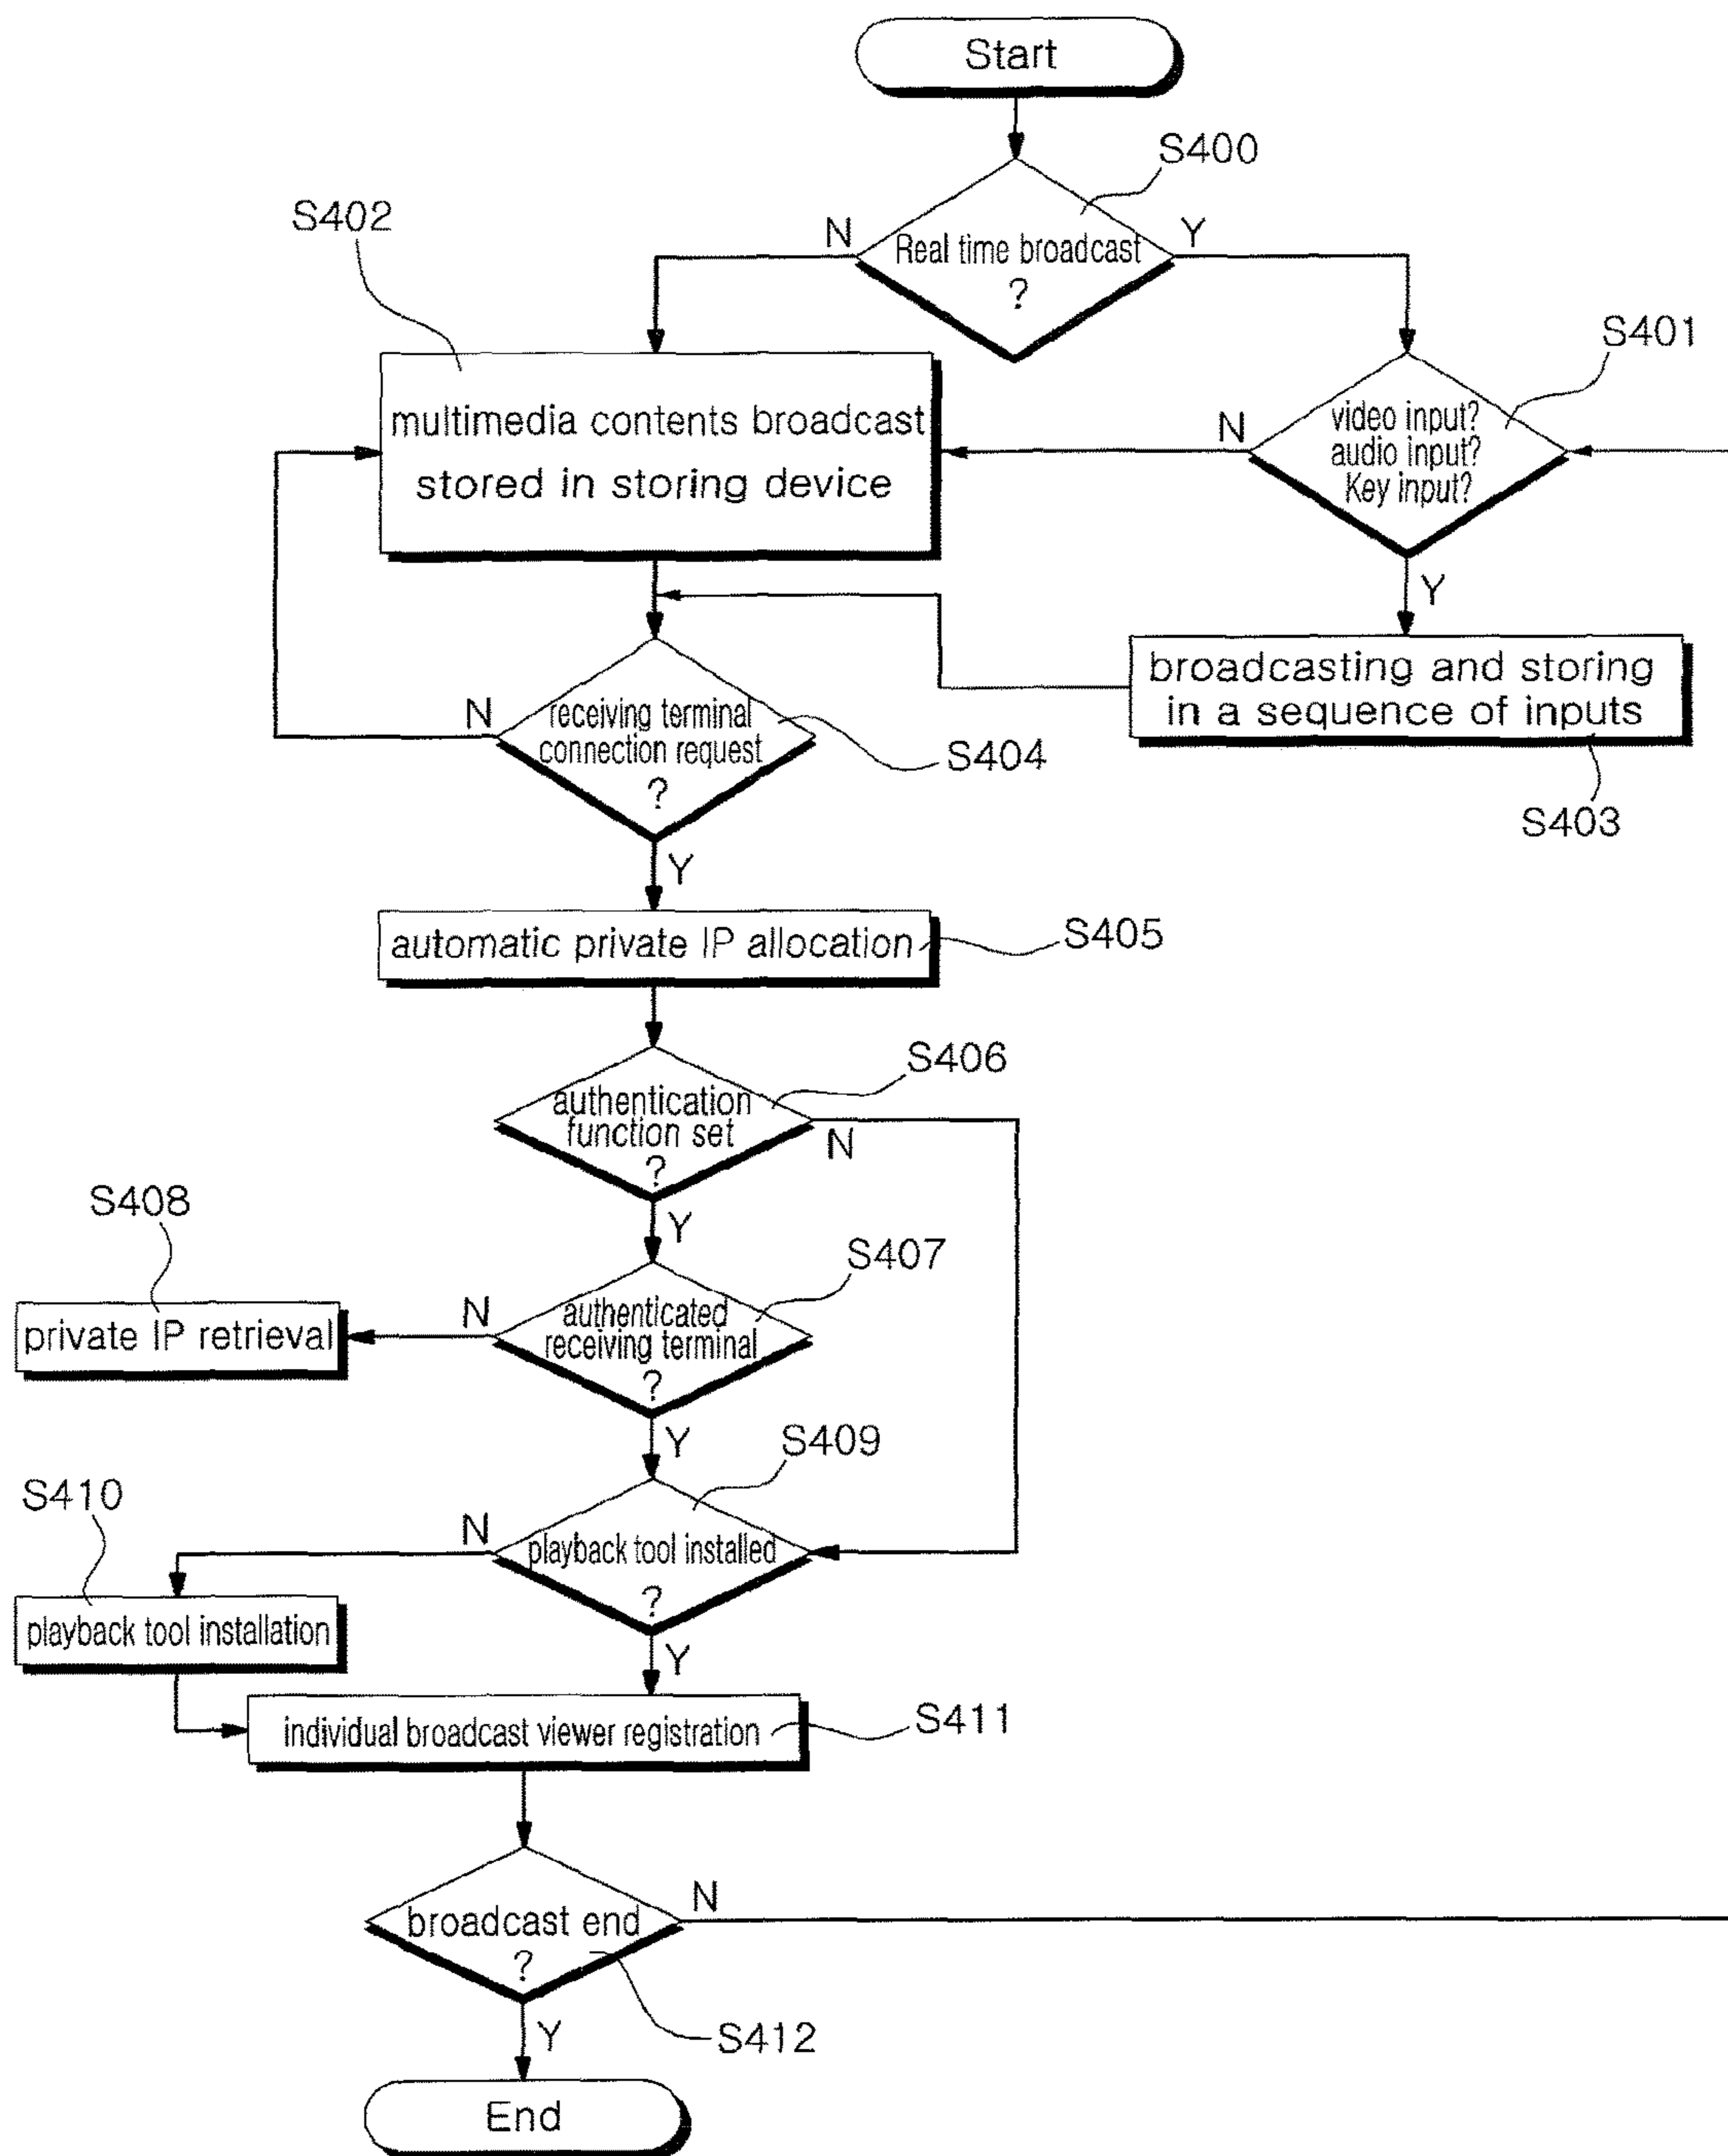 Start
S400
N
Real time broadcast
?
Y
S402
S401
multimedia contents broadcast
stored in storing device
N
video input?
audio input?
Key input?
Y
broadcasting and storing
in a sequence of inputs
S403
N
receiving terminal
connection request
?
S404
Y
automatic private IP allocation
S405
S406
authentication
function set
?
N
Y
S408
S407
private IP retrieval
N
authenticated
receiving terminal
?
Y
S409
S410
N
playback tool installed
?
playback tool installation
Y
individual broadcast viewer registration
S411
N
broadcast end
?
Y
S412
End